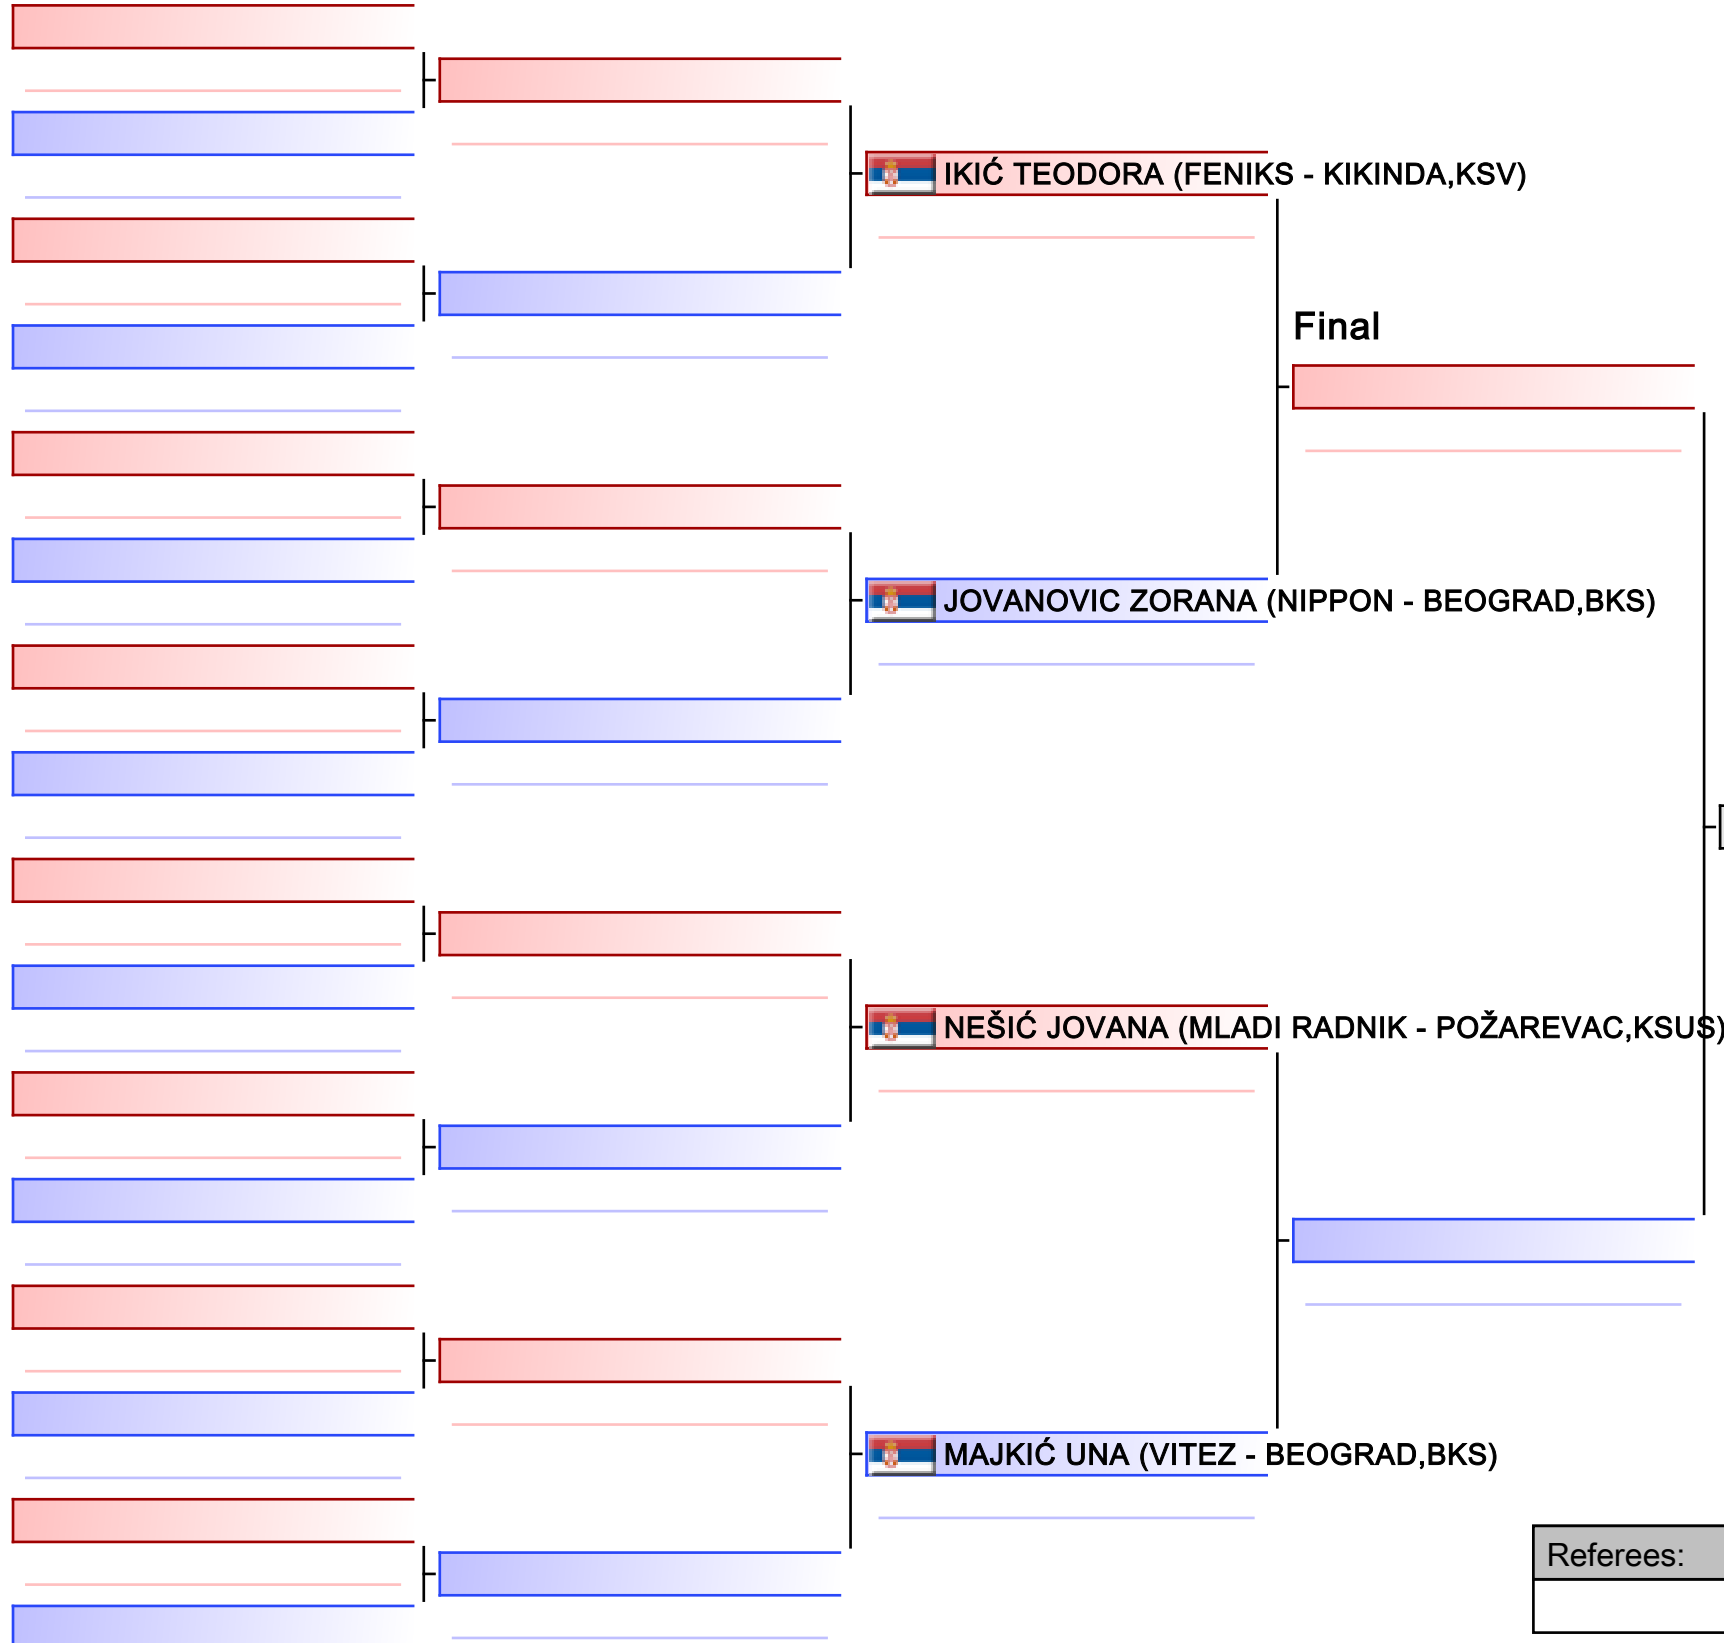 IKIĆ TEODORA (FENIKS - KIKINDA,KSV)
Final
JOVANOVIC ZORANA (NIPPON - BEOGRAD,BKS)
NEŠIĆ JOVANA (MLADI RADNIK - POŽAREVAC,KSUS)
MAJKIĆ UNA (VITEZ - BEOGRAD,BKS)
Referees: